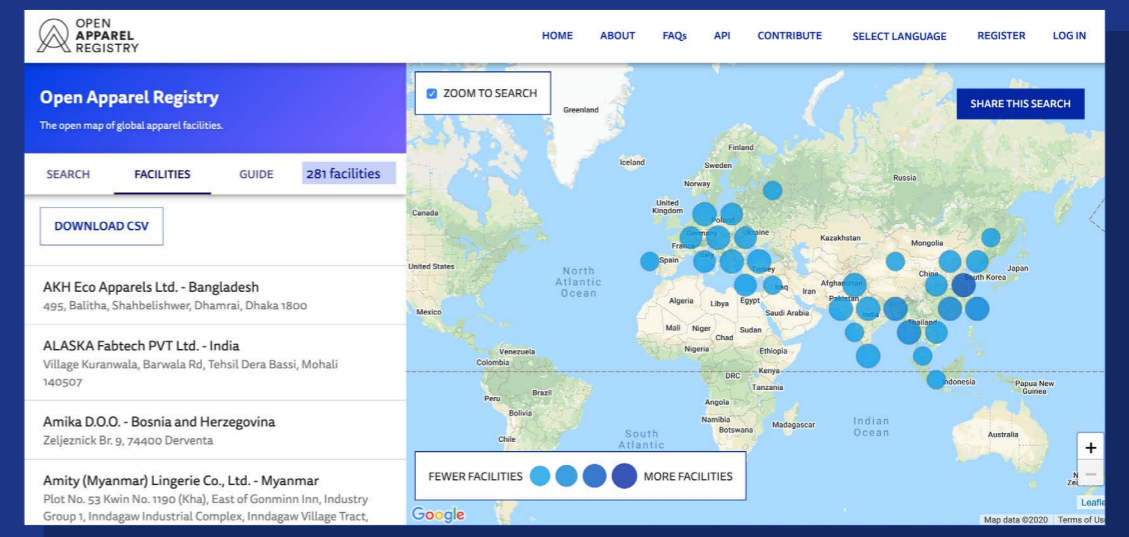 OPEN
APPAREL
REGISTRY
HOME ABOUT FAQs API CONTRIBUTE SELECT LANGUAGE REGISTER LOG IN
Open Apparel Registry
The open map of global apparel facilities.
SEARCH FACILITIES GUIDE 281 facilities
DOWNLOAD CSV
AKH Eco Apparels Ltd. - Bangladesh
495, Balitha, Shahbelishwer, Dhamrai, Dhaka 1800
ALASKA Fabtech PVT Ltd. - India
Village Kuranwala, Barwala Rd, Tehsil Dera Bassi, Mohali
140507
Amika D.O.O. - Bosnia and Herzegovina
Zeljeznick Br. 9, 74400 Derventa
Amity (Myanmar) Lingerie Co., Ltd. - Myanmar
Plot No. 53 Kwin No. 1190 (Kha), East of Gonminn Inn, Industry
Group 1, Inndagaw Industrial Complex, Inndagaw Village Tract,
ZOOM TO SEARCH
SHARE THIS SEARCH
Greenland
Iceland
Finland
Sweden
Norway
Russia
United
Kingdom
Poland
Canada
Germany
Ukraine
France
Kazakhstan
Mongolia
Italy
Spain
Turkey
United States
North
Atlantic
Ocean
China
South Korea
Japan
Iraq
Iran
Afghanistan
Pakistan
Algeria
Libya
Egypt
Saudi Arabia
India
Mexico
Mali
Niger
Chad
Sudan
Thailand
Nigeria
Ethiopia
Venezuela
Colombia
Kenya
DRC
Tanzania
Indonesia
Papua New
Guinea
Brazil
Peru
Angola
Bolivia
Namibia
Botswana
Madagascar
Indian
Ocean
Chile
South
Atlantic
Australia
+
−
FEWER FACILITIES MORE FACILITIES
Google
Map data ©2020 Terms of